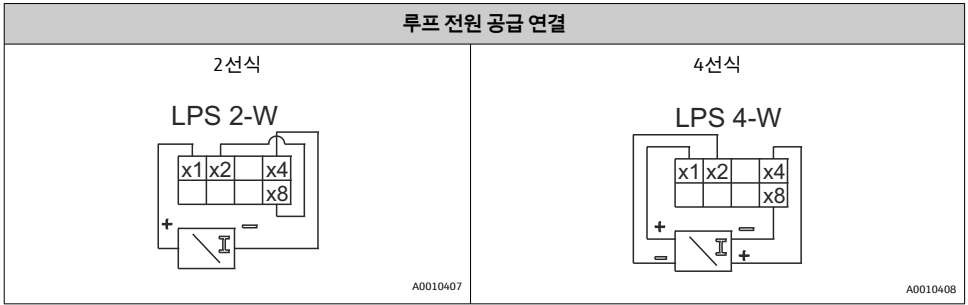 루프 전원 공급 연결
2선식
LPS 2-W
x1 x2 x4
x8
+ −
I
A0010407
4선식
LPS 4-W
x1 x2 x4
x8
+ −
− I +
A0010408